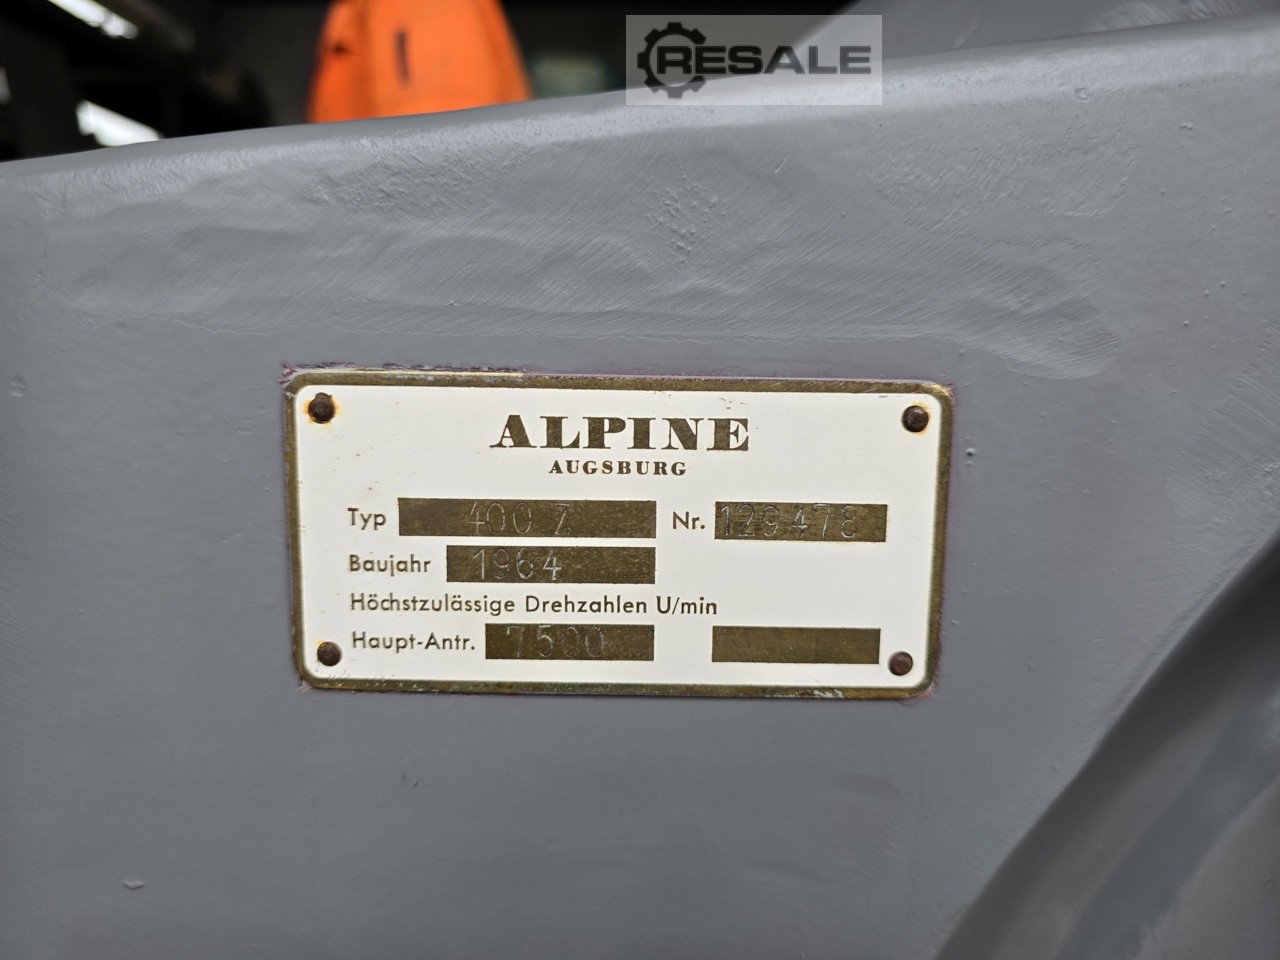 RESALE
ALPINE
AUGSBURG
Typ 400 Z Nr. 129478
Baujahr 1964
Höchstzulässige Drehzahlen U/min
Haupt-Antr. 7500